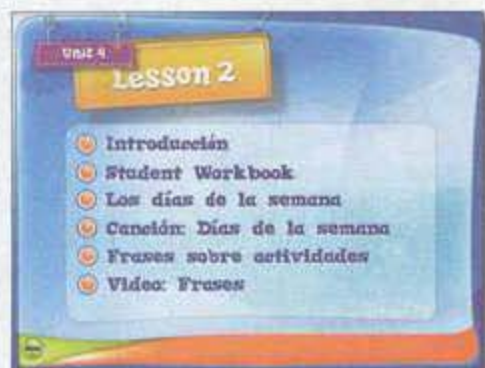 Unit 4
Lesson 2
Introducción
Student Workbook
Los días de la semana
Canción: Días de la semana
Frases sobre actividades
Video: Frases